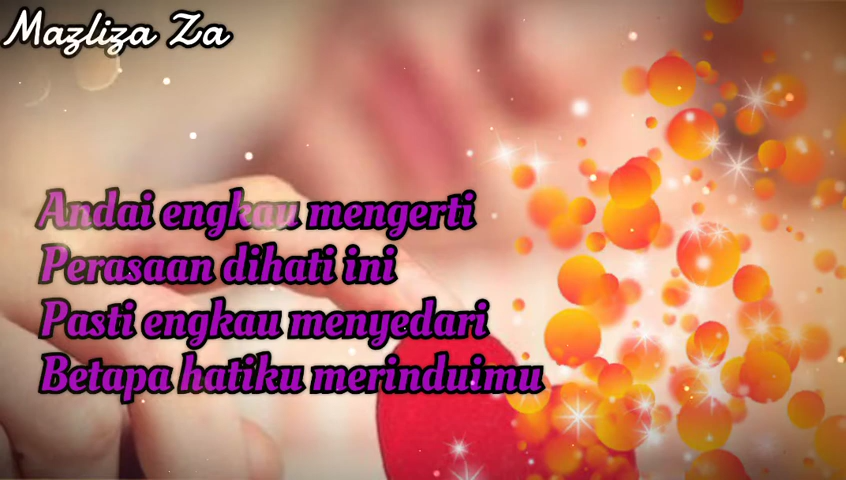 Mazliza Za
Andai engkau mengerti
Perasaan dihati ini
Pasti engkau menyedari
Betapa hatiku merinduimu